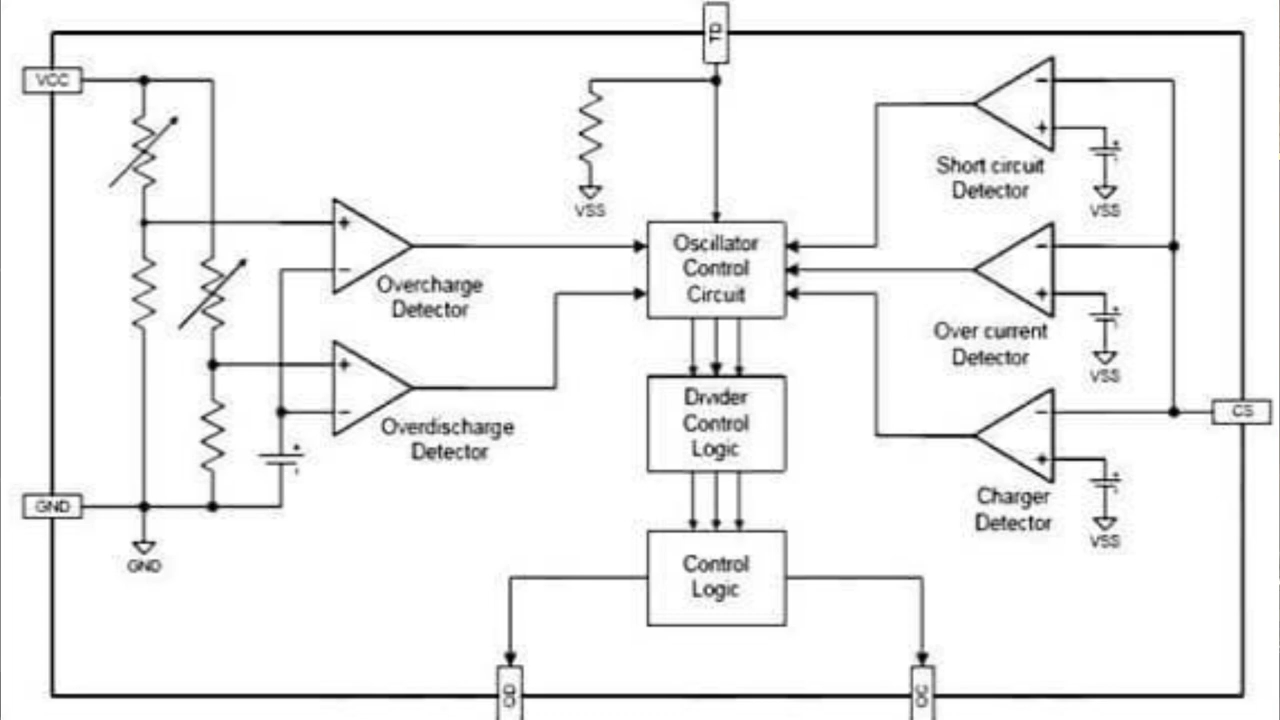 TD
VCC
+
-
Short circuit
Detector
VSS
VSS
+
-
Overcharge
Detector
Oscillator
Control
Circuit
-
+
Over current
Detector
VSS
+
-
Overdischarge
Detector
Divider
Control
Logic
-
+
CS
Charger
Detector
VSS
GND
GND
Control
Logic
OD
OC